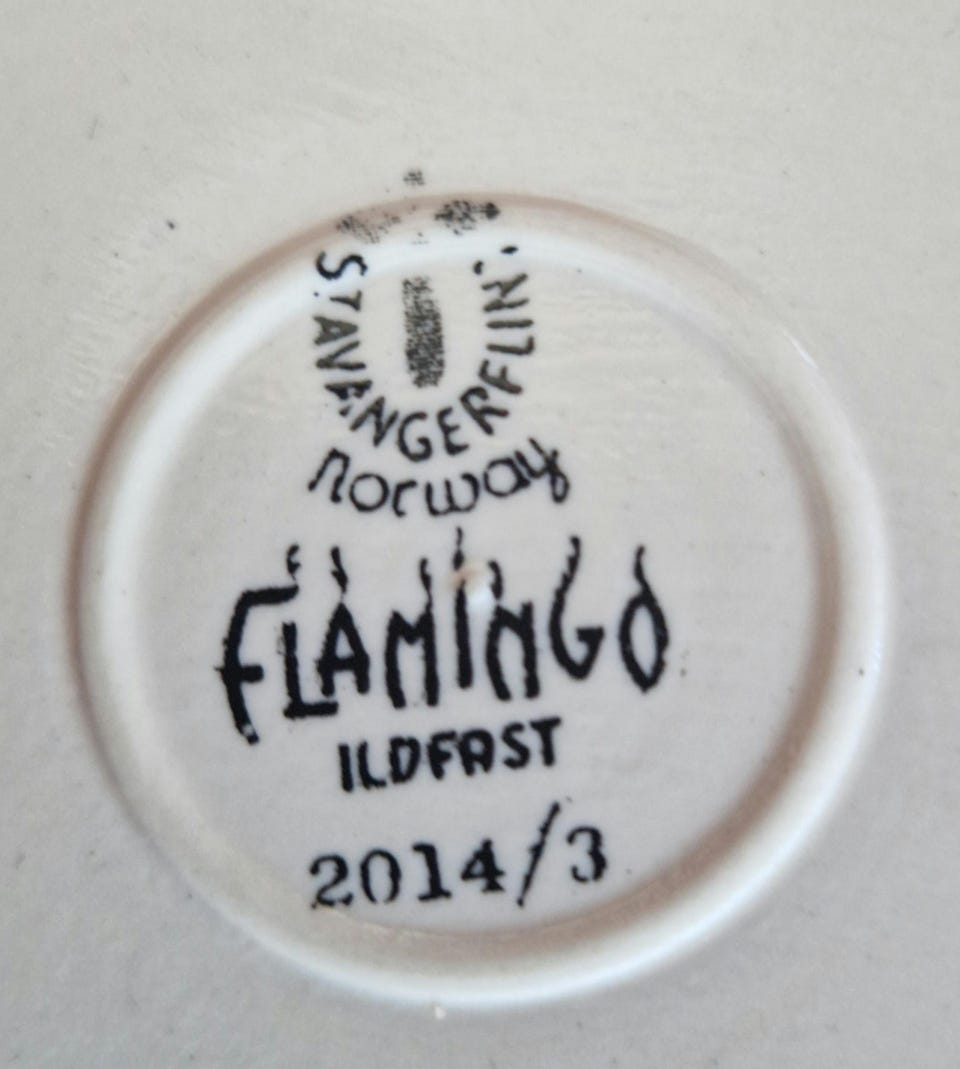 STAVANGERFLINT
Norway
FLAMINGO
ILDFAST
2014/3